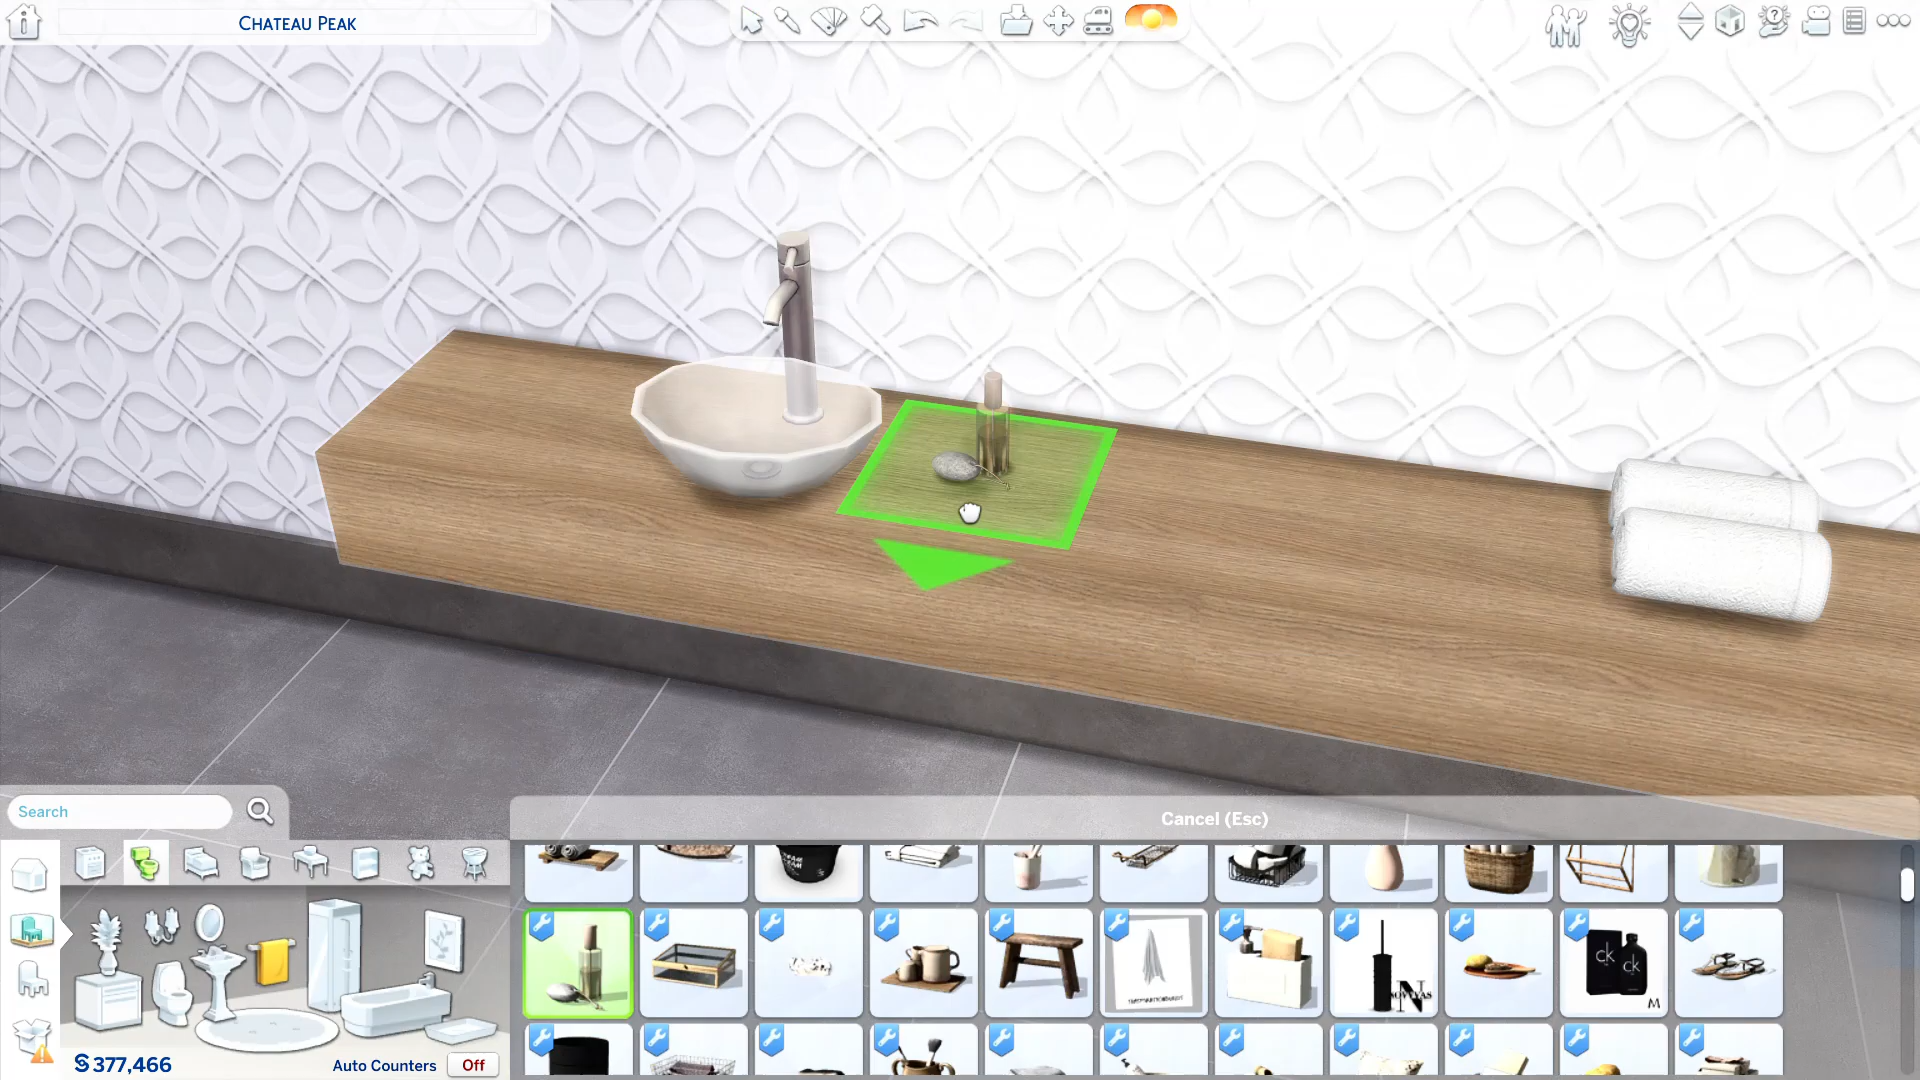 CHATEAU PEAK
Search
Cancel (Esc)
ck
ck
M
N
377,466
Auto Counters
Off